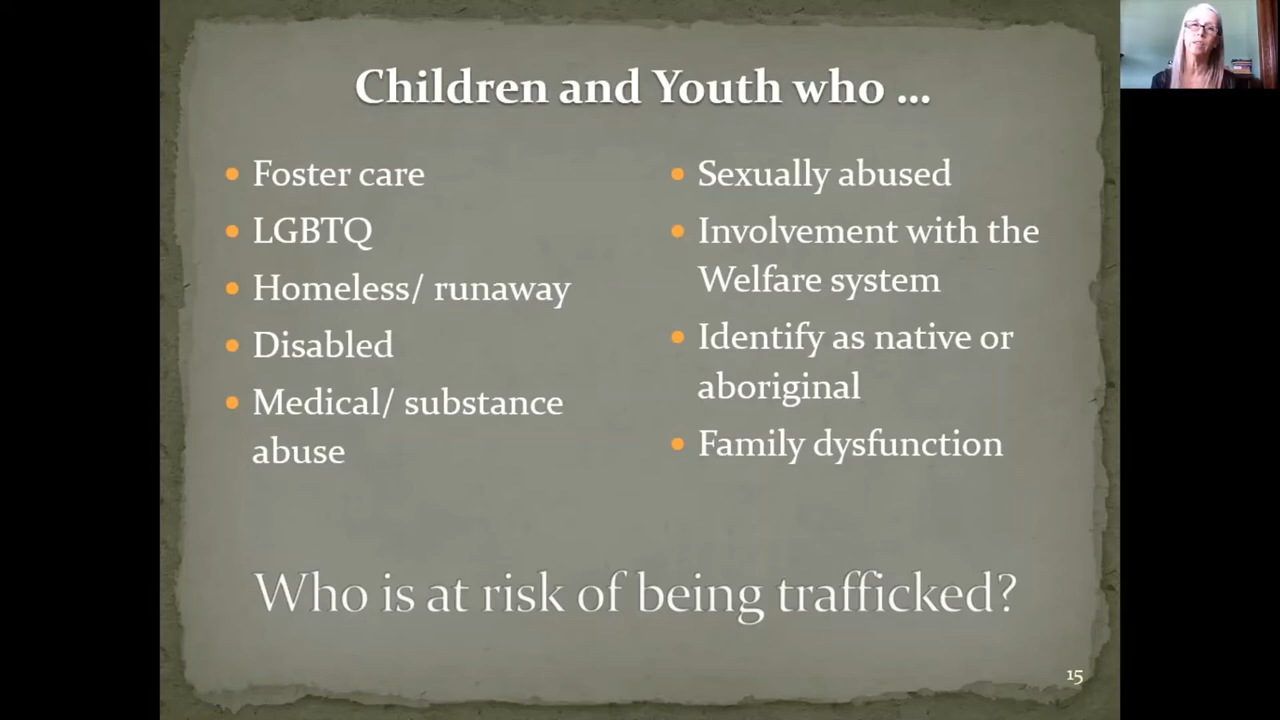 Children and Youth who ...
• Foster care
• LGBTQ
• Homeless/ runaway
• Disabled
• Medical/ substance
abuse
• Sexually abused
• Involvement with the
Welfare system
• Identify as native or
aboriginal
• Family dysfunction
Who is at risk of being trafficked?
15